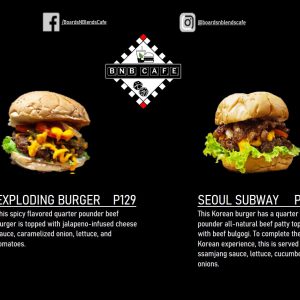 /BoardsNBlendsCafe
@boardsnblendscafe
BNB CAFE
EXPLODING BURGER P129
This spicy flavored quarter pounder beef
burger is topped with jalapeno-infused cheese
sauce, caramelized onion, lettuce, and
tomatoes.
SEOUL SUBWAY P
This Korean burger has a quarter
pounder all-natural beef patty top
with beef bulgogi. To complete the
Korean experience, this is served
ssamjang sauce, lettuce, cucumbe
onions.